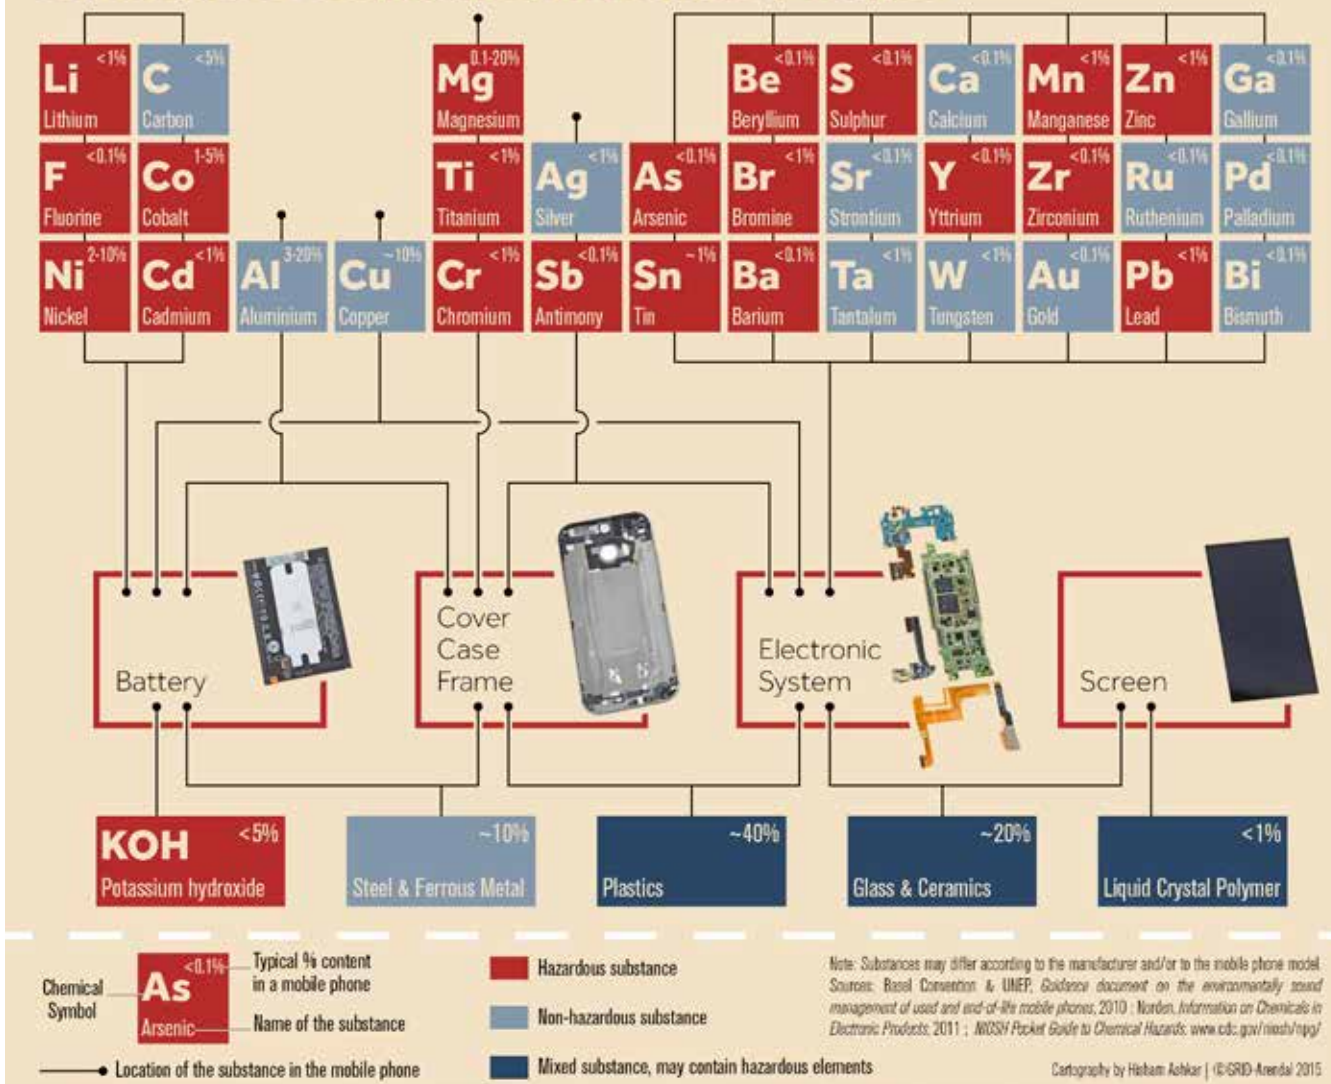 <1%
Li
Lithium
<5%
C
Carbon
0.1-20%
Mg
Magnesium
<0.1%
Be
Beryllium
<0.1%
S
Sulphur
<0.1%
Ca
Calcium
<1%
Mn
Manganese
<1%
Zn
Zinc
<0.1%
Ga
Gallium
<0.1%
F
Fluorine
1-5%
Co
Cobalt
<1%
Ti
Titanium
<1%
Ag
Silver
<0.1%
As
Arsenic
<1%
Br
Bromine
<0.1%
Sr
Strontium
<0.1%
Y
Yttrium
<0.1%
Zr
Zirconium
<0.1%
Ru
Ruthenium
<0.1%
Pd
Palladium
2-10%
Ni
Nickel
<1%
Cd
Cadmium
3-20%
Al
Aluminium
~10%
Cu
Copper
<1%
Cr
Chromium
<0.1%
Sb
Antimony
~1%
Sn
Tin
<0.1%
Ba
Barium
<1%
Ta
Tantalum
<1%
W
Tungsten
<0.1%
Au
Gold
<1%
Pb
Lead
<0.1%
Bi
Bismuth
Battery
Cover
Case
Frame
Electronic
System
Screen
KOH <5%
Potassium hydroxide
~10%
Steel & Ferrous Metal
~40%
Plastics
~20%
Glass & Ceramics
<1%
Liquid Crystal Polymer
Chemical
Symbol
<0.1%
As
Arsenic
Typical % content
in a mobile phone
Name of the substance
Location of the substance in the mobile phone
Hazardous substance
Non-hazardous substance
Mixed substance, may contain hazardous elements
Note: Substances may differ according to the manufacturer and/or to the mobile phone model.
Sources: Basel Convention & UNEP, Guidance document on the environmentally sound
management of used and end-of-life mobile phones, 2010 ; Norden, Information on Chemicals in
Electronic Products, 2011 ; NIOSH Pocket Guide to Chemical Hazards. www.cdc.gov/niosh/npg/
Cartography by Hisham Ashkar | ©GRID-Arendal 2015